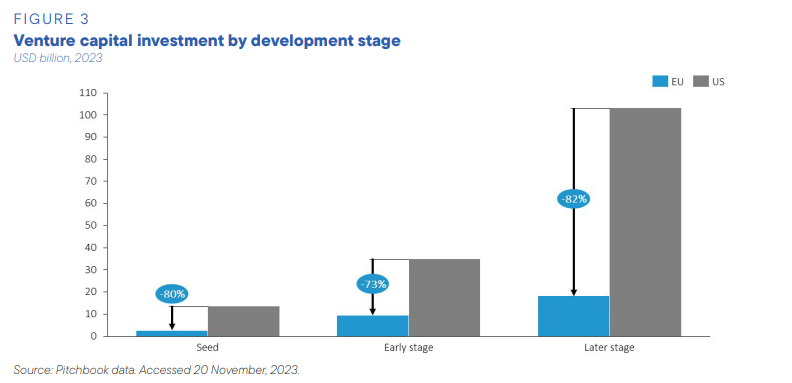 FIGURE 3
Venture capital investment by development stage
USD billion, 2023
EU US
110
100
90
80
70
60
50
40
30
20
10
0
-80%
-73%
-82%
Seed Early stage Later stage
Source: Pitchbook data. Accessed 20 November, 2023.